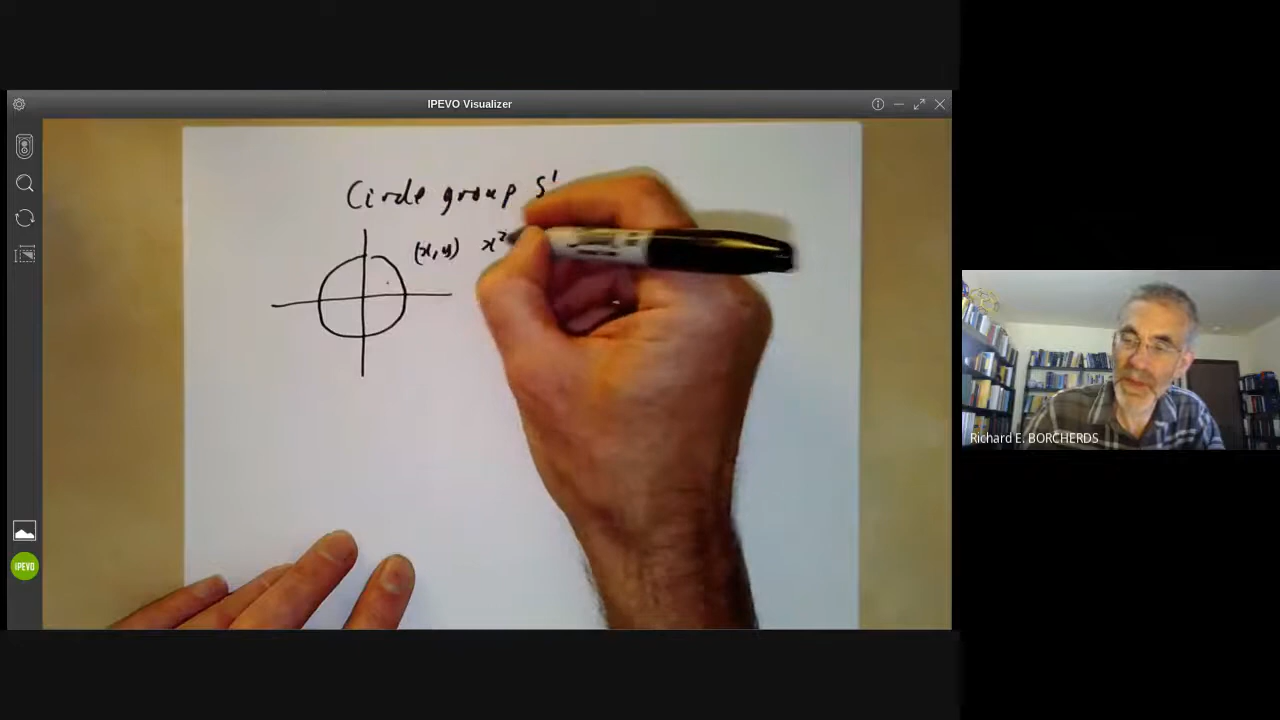 IPEVO Visualizer
Circle group S¹
(x, y) x²
IPEVO
Richard E. BORCHERDS